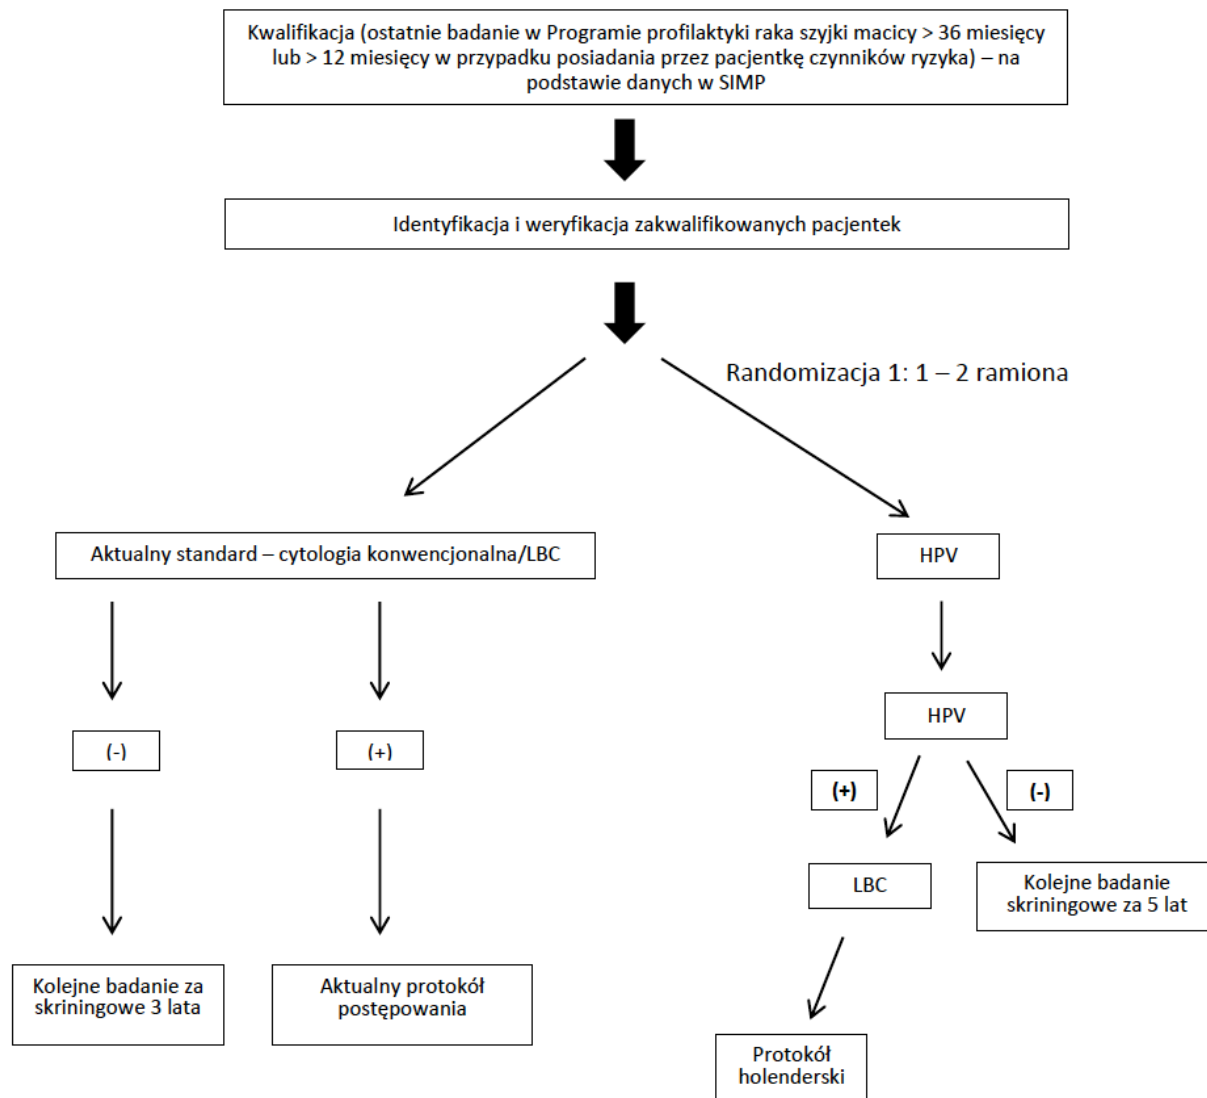 Kwalifikacja (ostatnie badanie w Programie profilaktyki raka szyjki macicy > 36 miesięcy
lub > 12 miesięcy w przypadku posiadania przez pacjentkę czynników ryzyka) – na
podstawie danych w SIMP
Identyfikacja i weryfikacja zakwalifikowanych pacjentek
Randomizacja 1: 1 – 2 ramiona
Aktualny standard – cytologia konwencjonalna/LBC
HPV
(-)
(+)
HPV
(+)
(-)
LBC
Kolejne badanie
skriningowe za 5 lat
Kolejne badanie za
skriningowe 3 lata
Aktualny protokół
postępowania
Protokół
holenderski